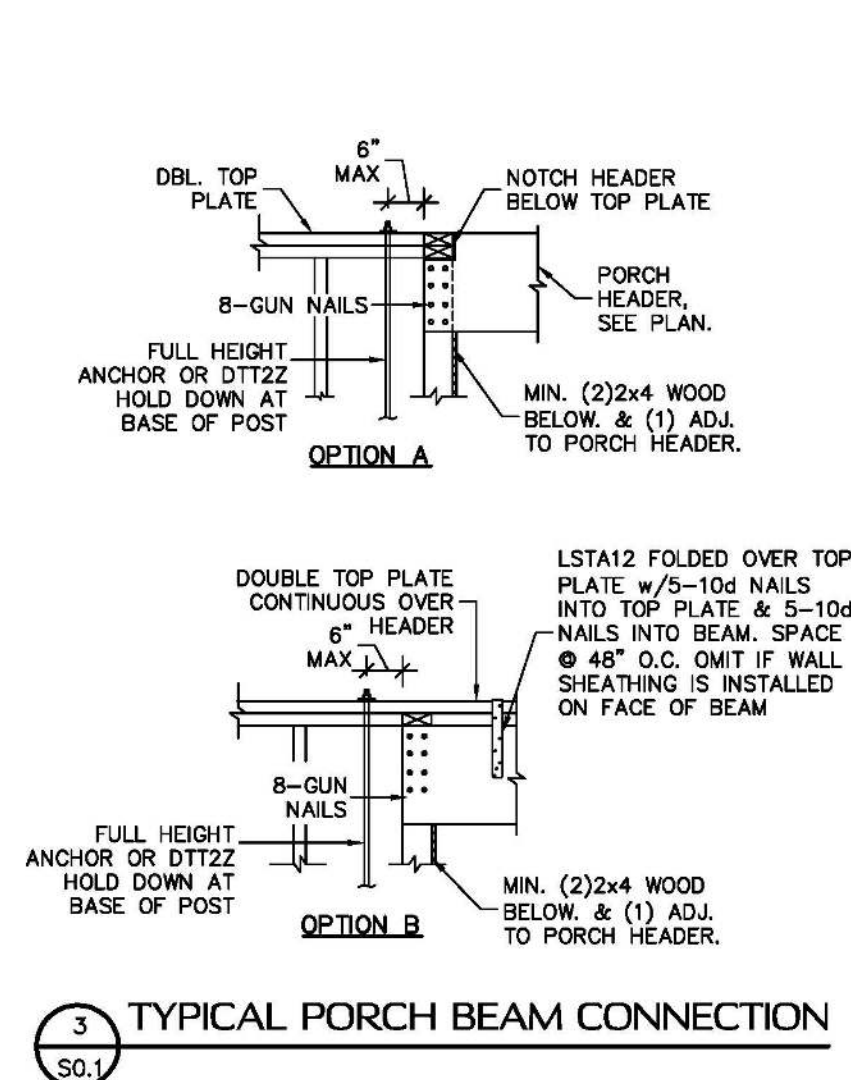 6"
MAX
DBL. TOP
PLATE
NOTCH HEADER
BELOW TOP PLATE
PORCH
HEADER,
SEE PLAN.
8-GUN NAILS
FULL HEIGHT
ANCHOR OR DTT2Z
HOLD DOWN AT
BASE OF POST
MIN. (2)2x4 WOOD
BELOW. & (1) ADJ.
TO PORCH HEADER.
OPTION A
DOUBLE TOP PLATE
CONTINUOUS OVER
HEADER
6"
MAX
LSTA12 FOLDED OVER TOP
PLATE w/5-10d NAILS
INTO TOP PLATE & 5-10d
NAILS INTO BEAM. SPACE
@ 48" O.C. OMIT IF WALL
SHEATHING IS INSTALLED
ON FACE OF BEAM
8-GUN
NAILS
FULL HEIGHT
ANCHOR OR DTT2Z
HOLD DOWN AT
BASE OF POST
MIN. (2)2x4 WOOD
BELOW. & (1) ADJ.
TO PORCH HEADER.
OPTION B
3
S0.1
TYPICAL PORCH BEAM CONNECTION